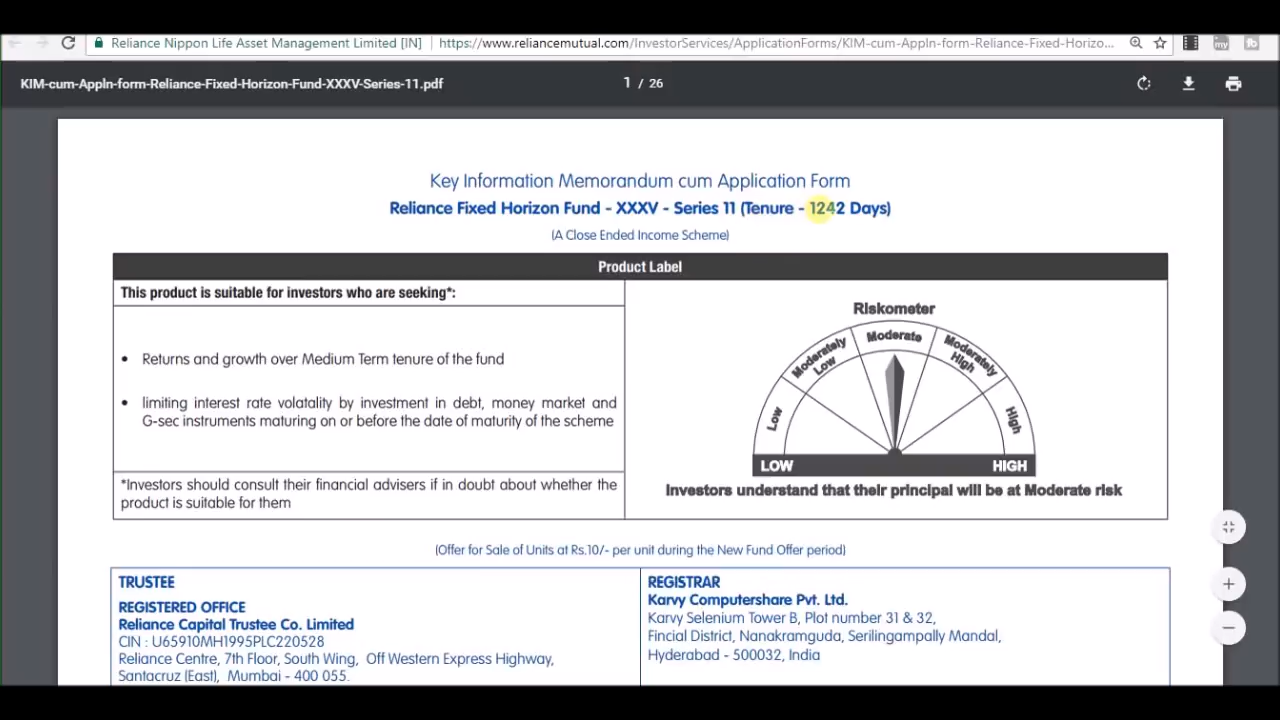 Reliance Nippon Life Asset Management Limited [IN] https://www.reliancemutual.com/InvestorServices/ApplicationForms/KIM-cum-Appln-form-Reliance-Fixed-Horizo...
my
KIM-cum-Appln-form-Reliance-Fixed-Horizon-Fund-XXXV-Series-11.pdf 1 / 26
Key Information Memorandum cum Application Form
Reliance Fixed Horizon Fund - XXXV - Series 11 (Tenure - 1242 Days)
(A Close Ended Income Scheme)
Product Label
This product is suitable for investors who are seeking*:
• Returns and growth over Medium Term tenure of the fund
• limiting interest rate volatality by investment in debt, money market and
G-sec instruments maturing on or before the date of maturity of the scheme
*Investors should consult their financial advisers if in doubt about whether the
product is suitable for them
Riskometer
Low
Moderately
Low
Moderate
Moderately
High
High
LOW HIGH
Investors understand that their principal will be at Moderate risk
(Offer for Sale of Units at Rs.10/- per unit during the New Fund Offer period)
TRUSTEE
REGISTERED OFFICE
Reliance Capital Trustee Co. Limited
CIN : U65910MH1995PLC220528
Reliance Centre, 7th Floor, South Wing, Off Western Express Highway,
Santacruz (East), Mumbai - 400 055.
REGISTRAR
Karvy Computershare Pvt. Ltd.
Karvy Selenium Tower B, Plot number 31 & 32,
Fincial District, Nanakramguda, Serilingampally Mandal,
Hyderabad - 500032, India